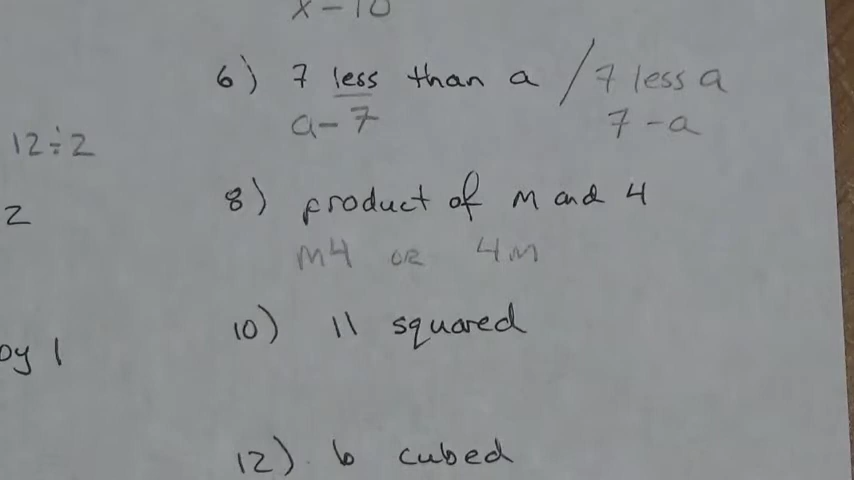 x - 10
6) 7 less than a / 7 less a
a - 7 7 - a
12 ÷ 2
8) product of m and 4
2
m4 or 4m
10) 11 squared
by 1
12) b cubed